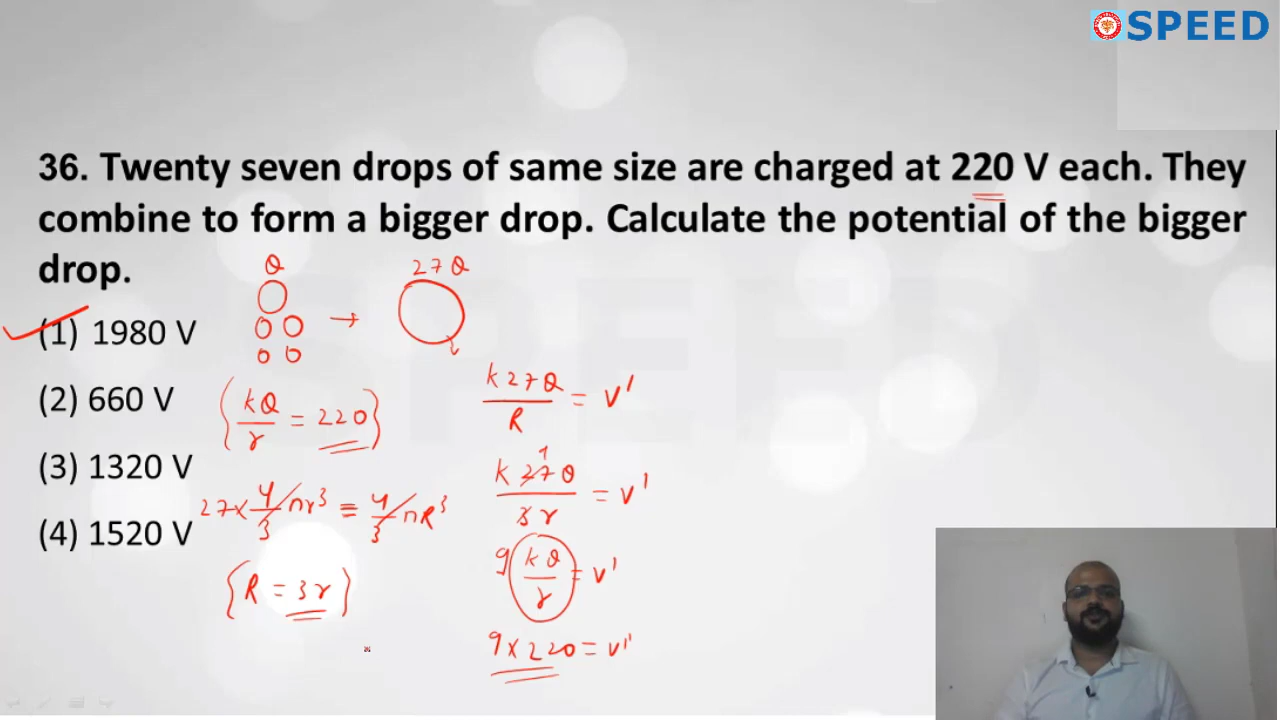 SPEED
36. Twenty seven drops of same size are charged at 220 V each. They
combine to form a bigger drop. Calculate the potential of the bigger
drop.
Q
27Q
(1) 1980 V
(2) 660 V
(3) 1320 V
(4) 1520 V
kQ/r = 220
27 × 4/3 πr³ = 4/3 πR³
{R = 3r}
k27Q/R = V'
k27Q/3r = V'
9 kQ/r = V'
9 × 220 = V'